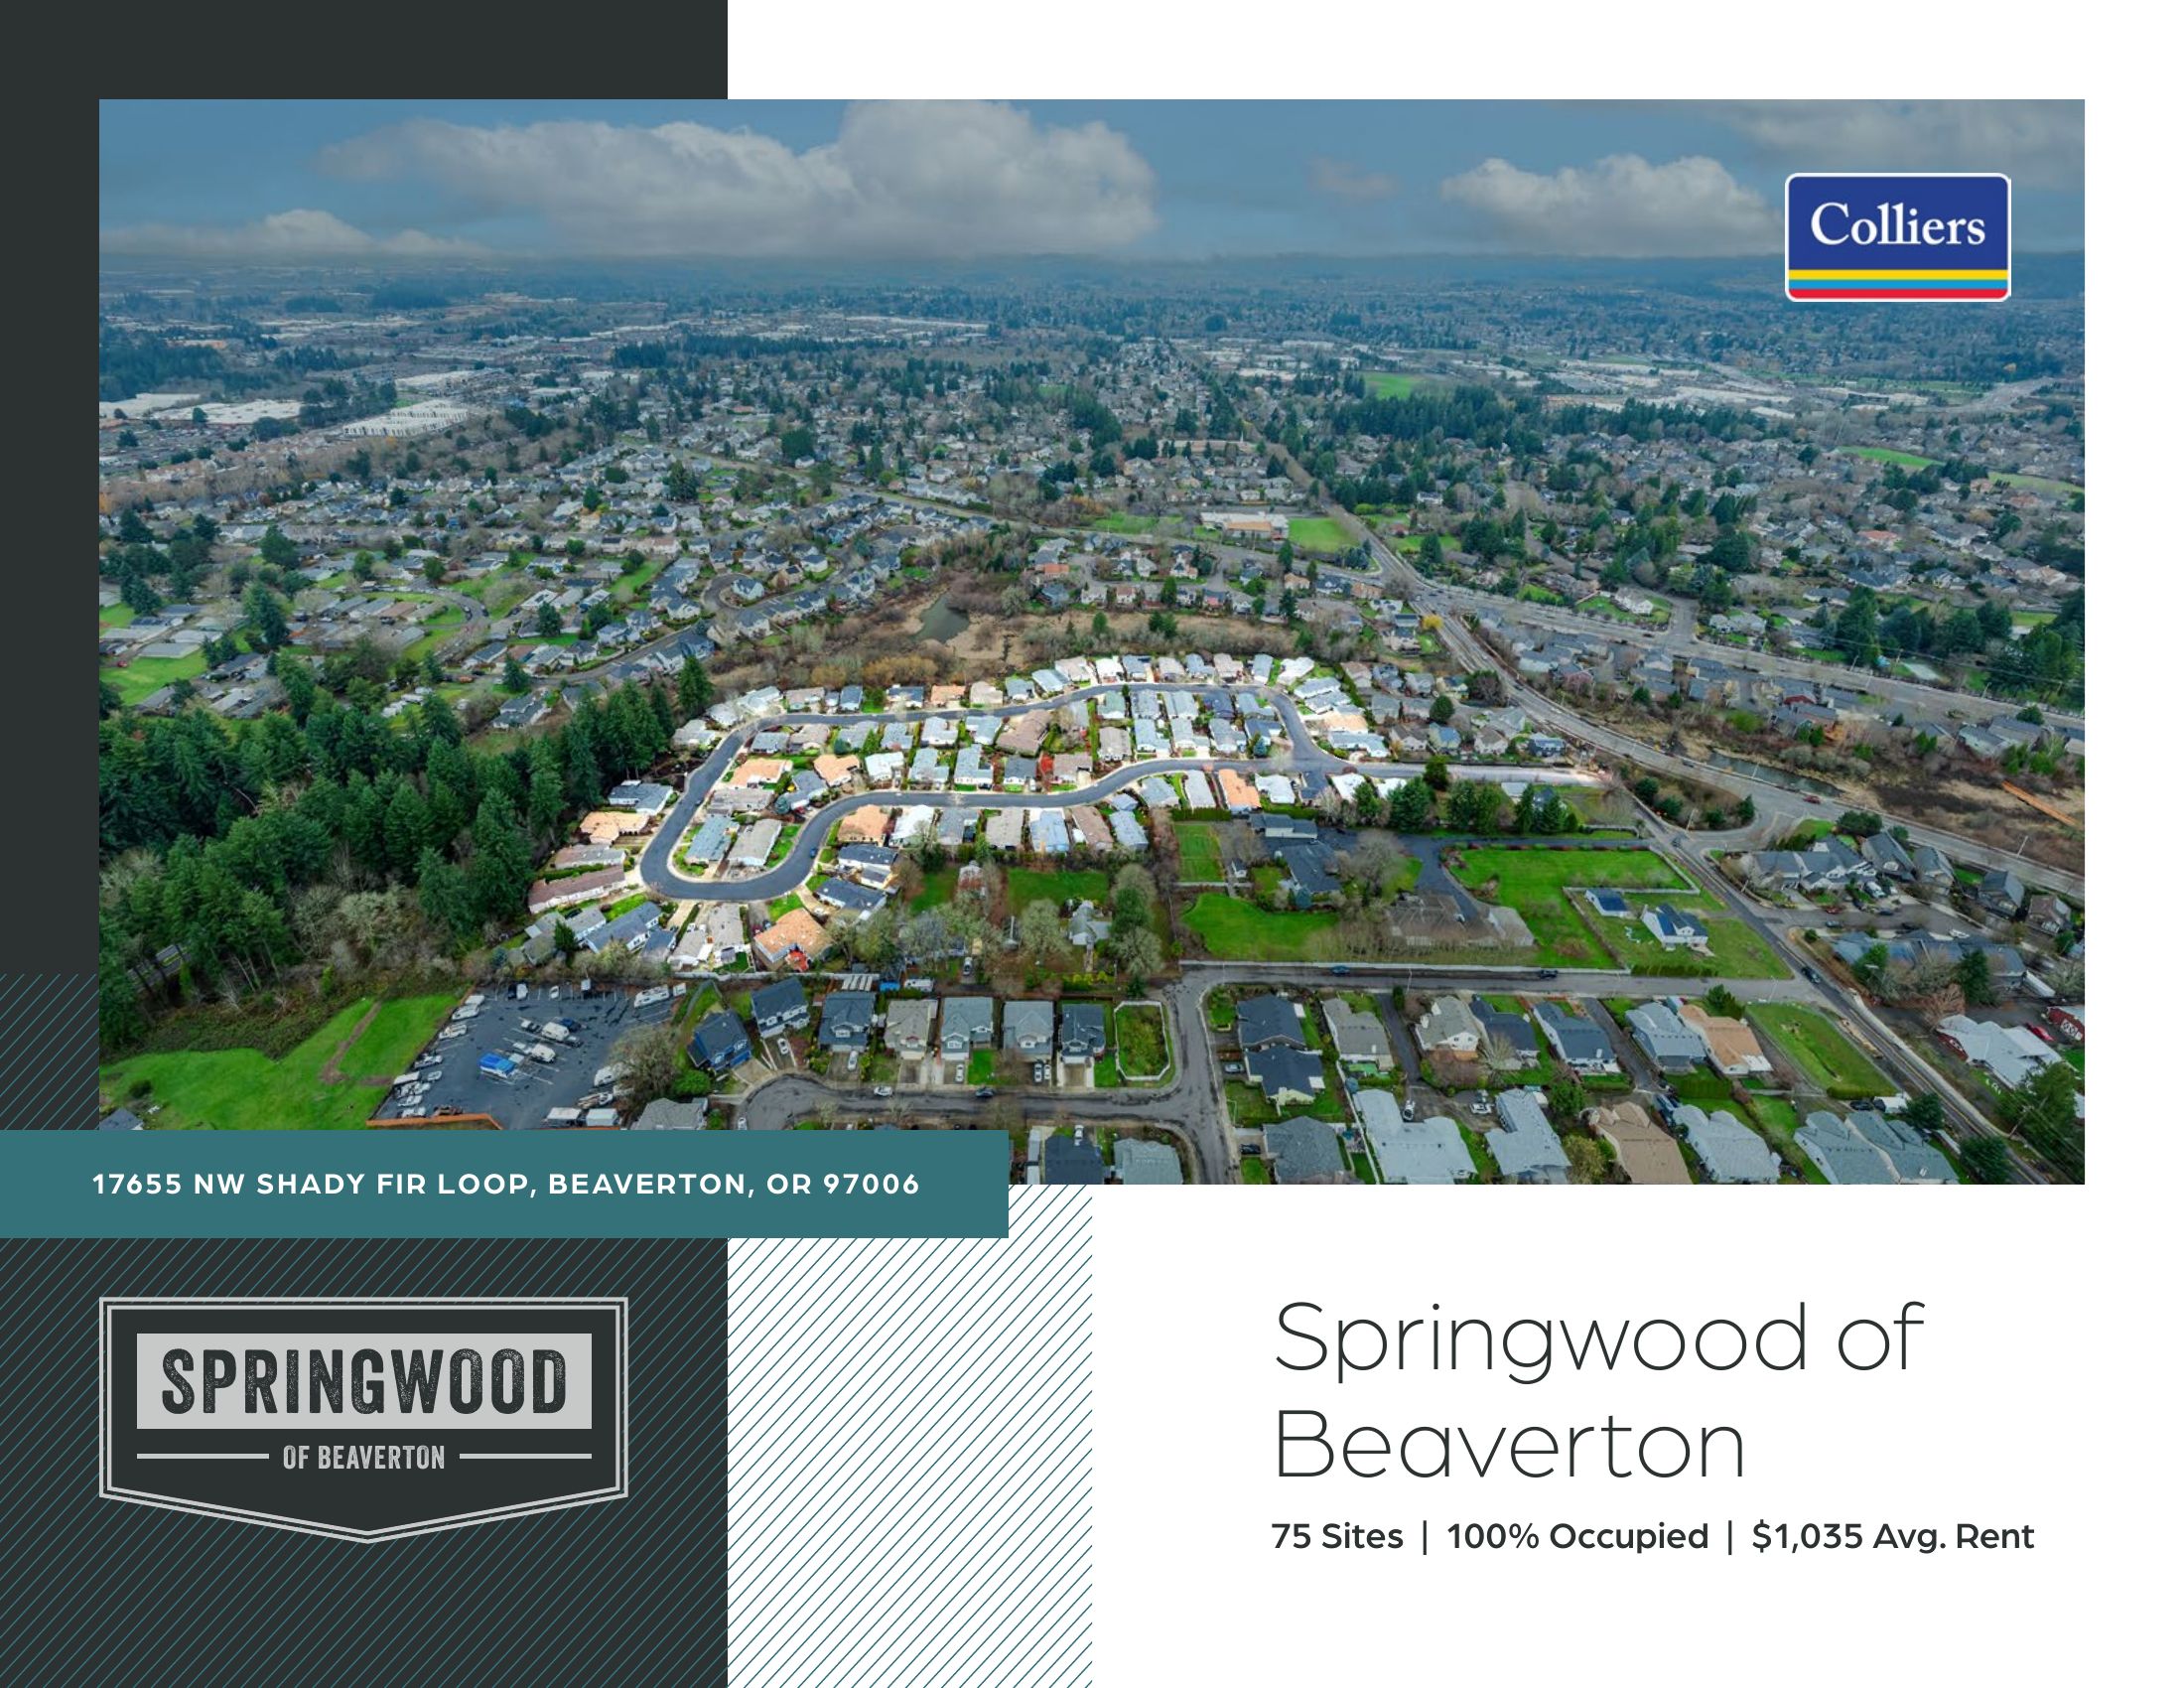 Colliers
17655 NW SHADY FIR LOOP, BEAVERTON, OR 97006
SPRINGWOOD
OF BEAVERTON
Springwood of
Beaverton
75 Sites | 100% Occupied | $1,035 Avg. Rent